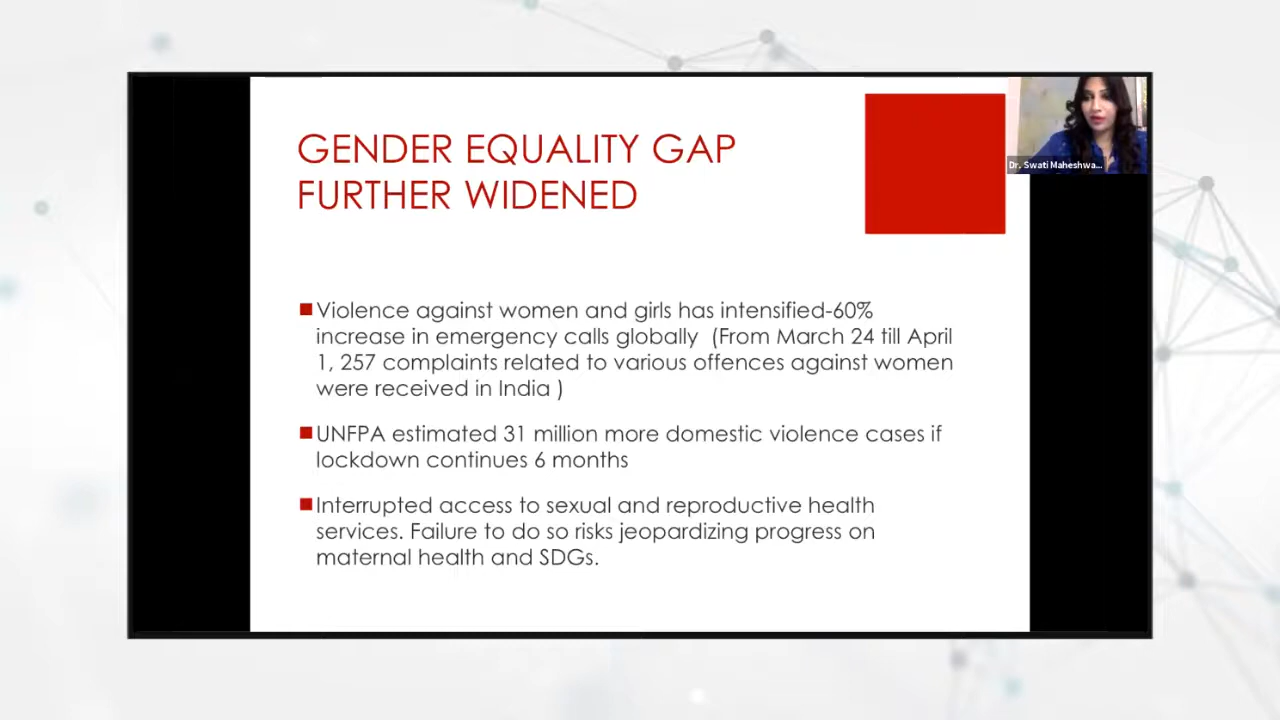 GENDER EQUALITY GAP
FURTHER WIDENED
Dr. Swati Maheshwa...
Violence against women and girls has intensified-60%
increase in emergency calls globally (From March 24 till April
1, 257 complaints related to various offences against women
were received in India )
UNFPA estimated 31 million more domestic violence cases if
lockdown continues 6 months
Interrupted access to sexual and reproductive health
services. Failure to do so risks jeopardizing progress on
maternal health and SDGs.